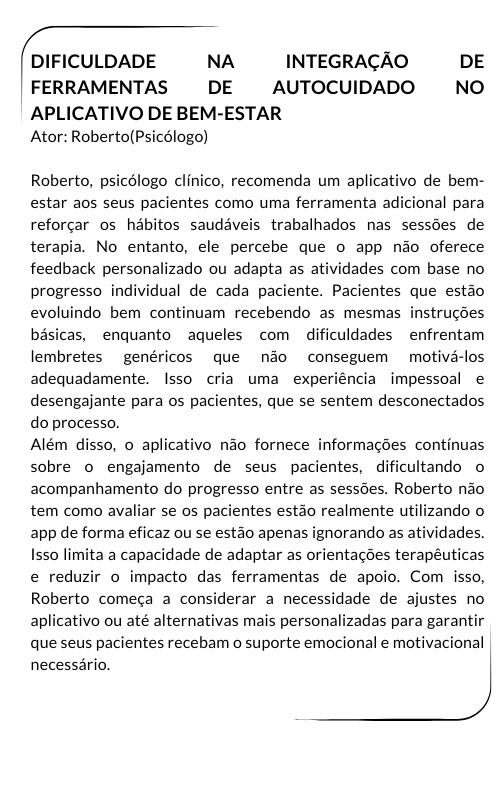 DIFICULDADE NA INTEGRAÇÃO DE
FERRAMENTAS DE AUTOCUIDADO NO
APLICATIVO DE BEM-ESTAR
Ator: Roberto(Psicólogo)
Roberto, psicólogo clínico, recomenda um aplicativo de bem-
estar aos seus pacientes como uma ferramenta adicional para
reforçar os hábitos saudáveis trabalhados nas sessões de
terapia. No entanto, ele percebe que o app não oferece
feedback personalizado ou adapta as atividades com base no
progresso individual de cada paciente. Pacientes que estão
evoluindo bem continuam recebendo as mesmas instruções
básicas, enquanto aqueles com dificuldades enfrentam
lembretes genéricos que não conseguem motivá-los
adequadamente. Isso cria uma experiência impessoal e
desengajante para os pacientes, que se sentem desconectados
do processo.
Além disso, o aplicativo não fornece informações contínuas
sobre o engajamento de seus pacientes, dificultando o
acompanhamento do progresso entre as sessões. Roberto não
tem como avaliar se os pacientes estão realmente utilizando o
app de forma eficaz ou se estão apenas ignorando as atividades.
Isso limita a capacidade de adaptar as orientações terapêuticas
e reduzir o impacto das ferramentas de apoio. Com isso,
Roberto começa a considerar a necessidade de ajustes no
aplicativo ou até alternativas mais personalizadas para garantir
que seus pacientes recebam o suporte emocional e motivacional
necessário.